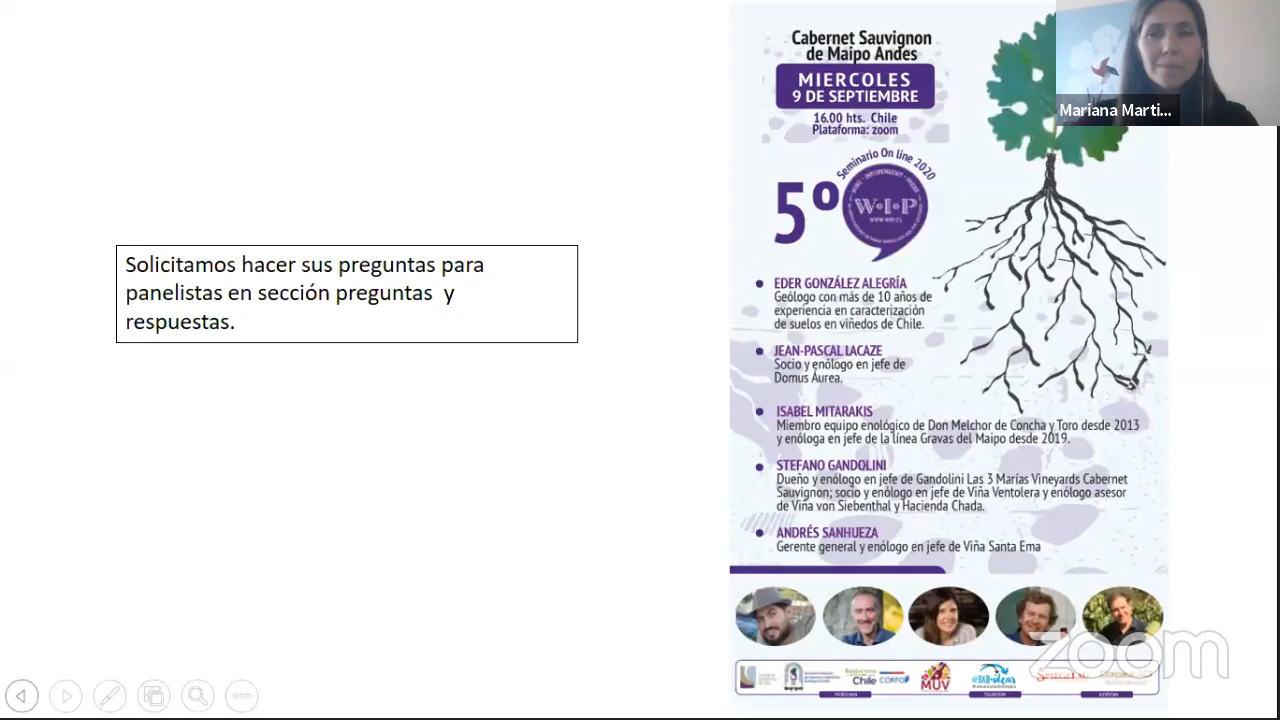 Solicitamos hacer sus preguntas para
panelistas en sección preguntas y
respuestas.
Cabernet Sauvignon
de Maipo Andes
MIERCOLES
9 DE SEPTIEMBRE
16.00 hts. Chile
Plataforma: zoom
Seminario On line 2020
5º
W·I·P
WWW.WIP.CL
EDER GONZÁLEZ ALEGRÍA
Geólogo con más de 10 años de
experiencia en caracterización
de suelos en viñedos de Chile.
JEAN-PASCAL LACAZE
Socio y enólogo en jefe de
Domus Áurea.
ISABEL MITARAKIS
Miembro equipo enológico de Don Melchor de Concha y Toro desde 2013
y enóloga en jefe de la línea Gravas del Maipo desde 2019.
STEFANO GANDOLINI
Dueño y enólogo en jefe de Gandolini Las 3 Marías Vineyards Cabernet
Sauvignon; socio y enólogo en jefe de Viña Ventolera y enólogo asesor
de Viña von Siebenthal y Hacienda Chada.
ANDRÉS SANHUEZA
Gerente general y enólogo en jefe de Viña Santa Ema
Mariana Marti...
Chile
CORFO
MUV
zoom